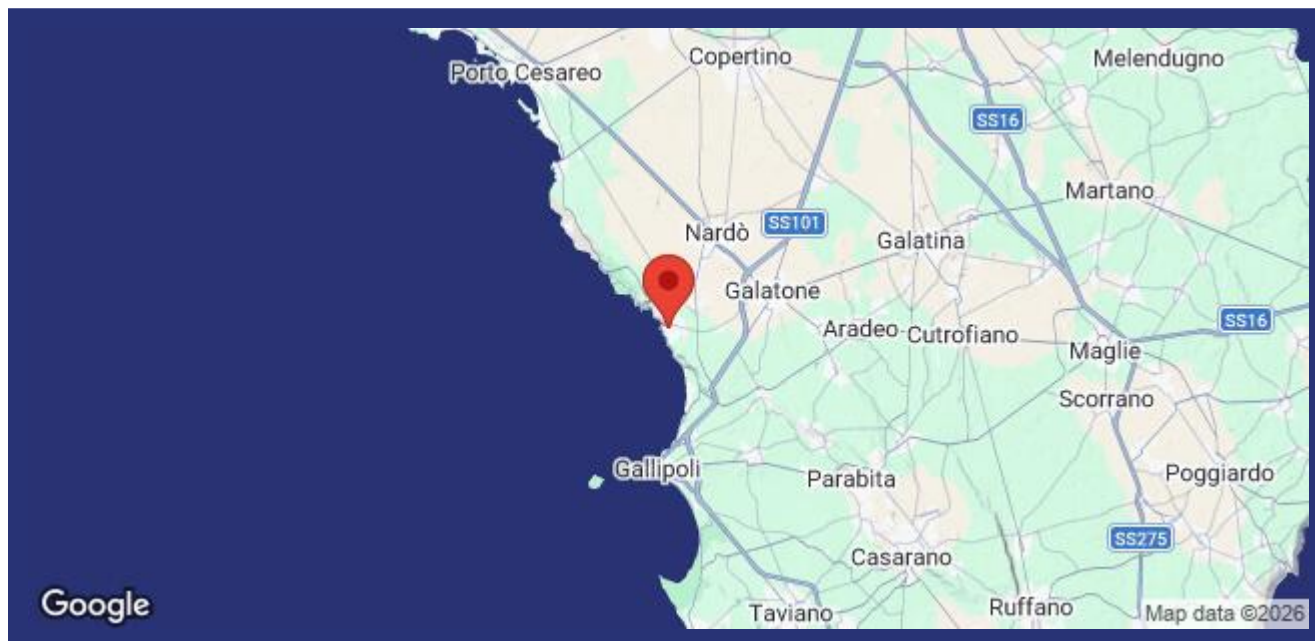 Copertino
Melendugno
Porto Cesareo
SS16
Martano
Nardò
SS101
Galatina
Galatone
SS16
Aradeo
Cutrofiano
Maglie
Scorrano
Gallipoli
Parabita
Poggiardo
SS275
Casarano
Google
Taviano
Ruffano
Map data ©2026